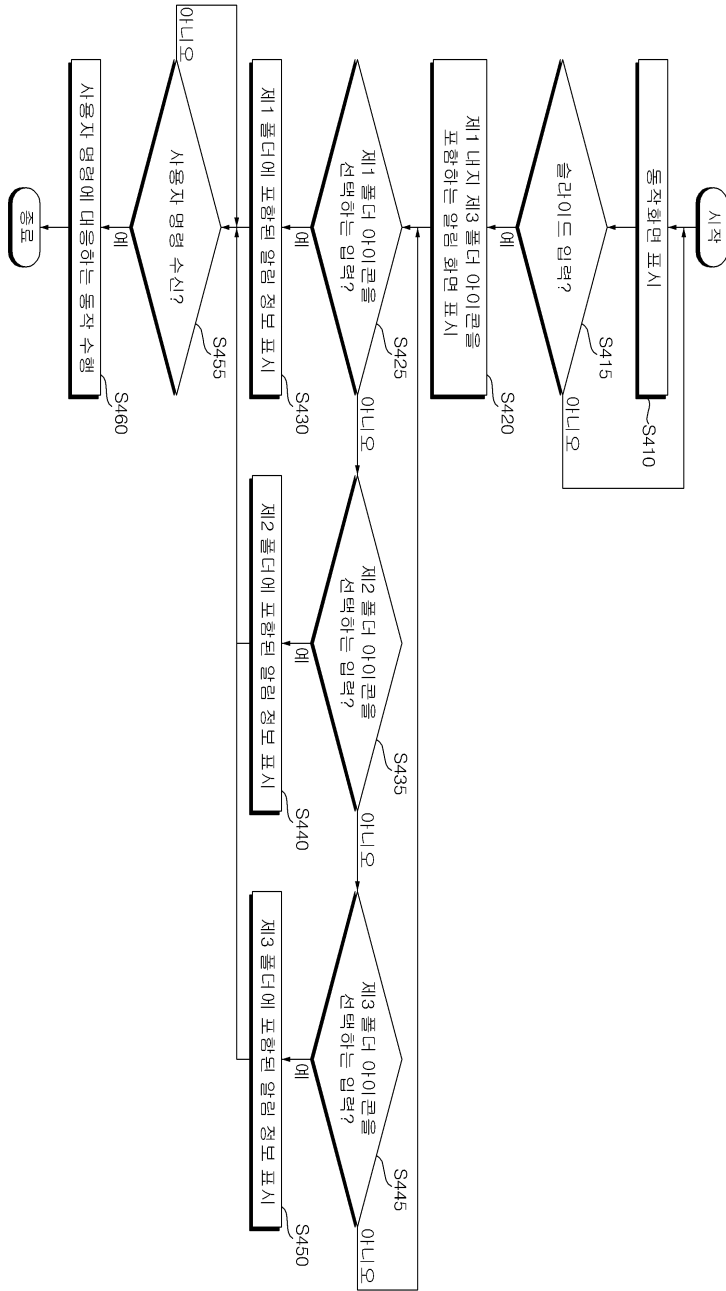 시작
동작화면 표시
S410
슬라이드 입력?
S415
아니오
예
제1 내지 제3 폴더 아이콘을
포함하는 알림 화면 표시
S420
제1 폴더 아이콘을
선택하는 입력?
S425
아니오
예
제1 폴더에 포함된 알림 정보 표시
S430
제2 폴더 아이콘을
선택하는 입력?
S435
아니오
예
제2 폴더에 포함된 알림 정보 표시
S440
제3 폴더 아이콘을
선택하는 입력?
S445
아니오
예
제3 폴더에 포함된 알림 정보 표시
S450
사용자 명령 수신?
S455
아니오
예
사용자 명령에 대응하는 동작 수행
S460
종료